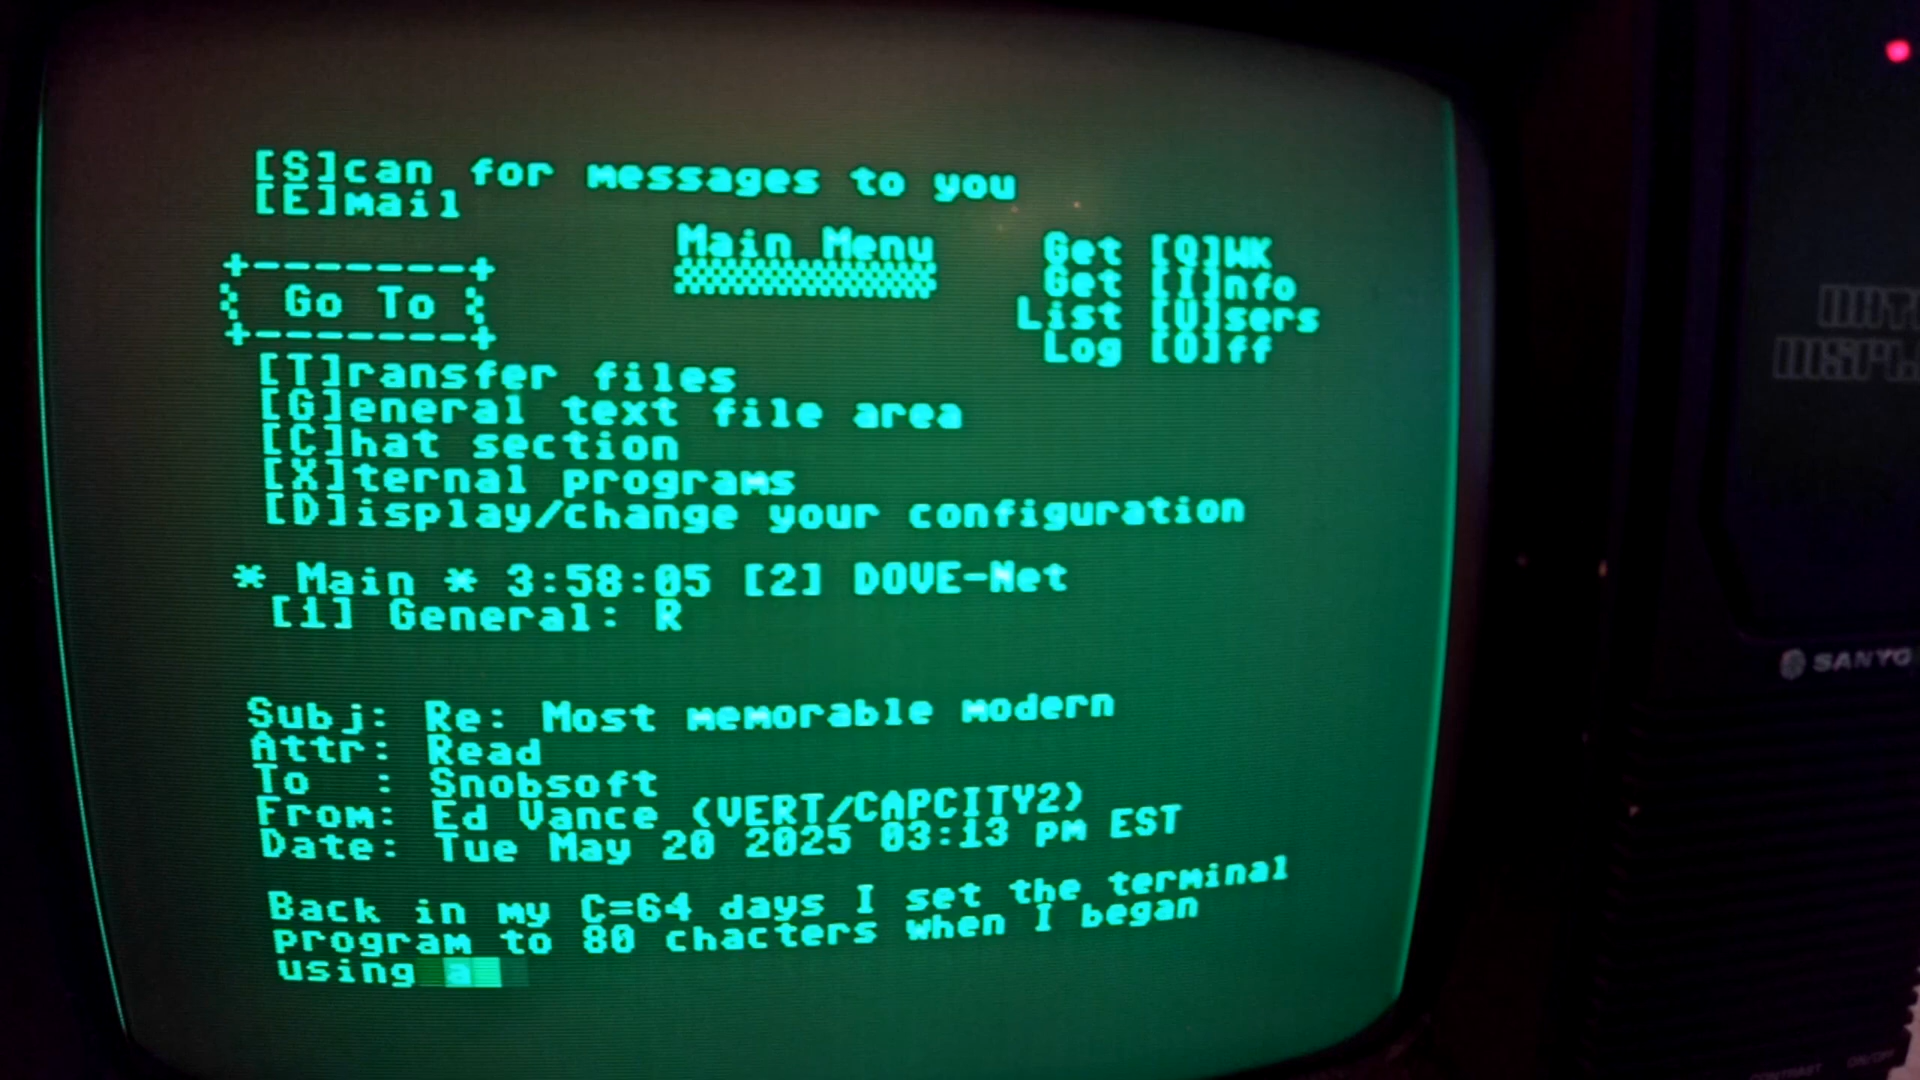 [S]can for messages to you
[E]mail
Main Menu
Get [Q]WK
Get [I]nfo
List [U]sers
Log [O]ff
+--------+
Go To
+--------+
[T]ransfer files
[G]eneral text file area
[C]hat section
[X]ternal programs
[D]isplay/change your configuration
* Main * 3:58:05 [2] DOVE-Net
[1] General: R
Subj: Re: Most memorable modern
Attr: Read
To  : Snobsoft
From: Ed Vance (VERT/CAPCITY2)
Date: Tue May 20 2025 03:13 pm EST
Back in my C=64 days I set the terminal
program to 80 chacters when I began
using a
SANYO
CONTRAST ON/OFF